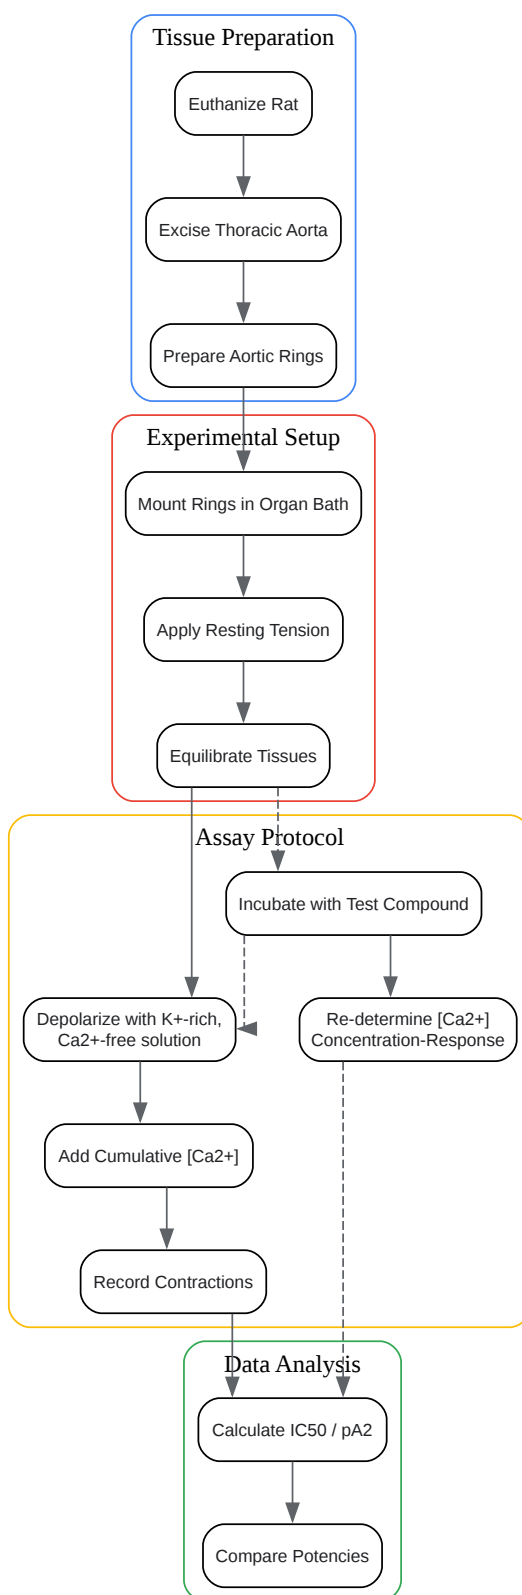 Tissue Preparation
Euthanize Rat
Excise Thoracic Aorta
Prepare Aortic Rings
Experimental Setup
Mount Rings in Organ Bath
Apply Resting Tension
Equilibrate Tissues
Assay Protocol
Incubate with Test Compound
Depolarize with K+-rich,
Ca2+-free solution
Re-determine [Ca2+]
Concentration-Response
Add Cumulative [Ca2+]
Record Contractions
Data Analysis
Calculate IC50 / pA2
Compare Potencies